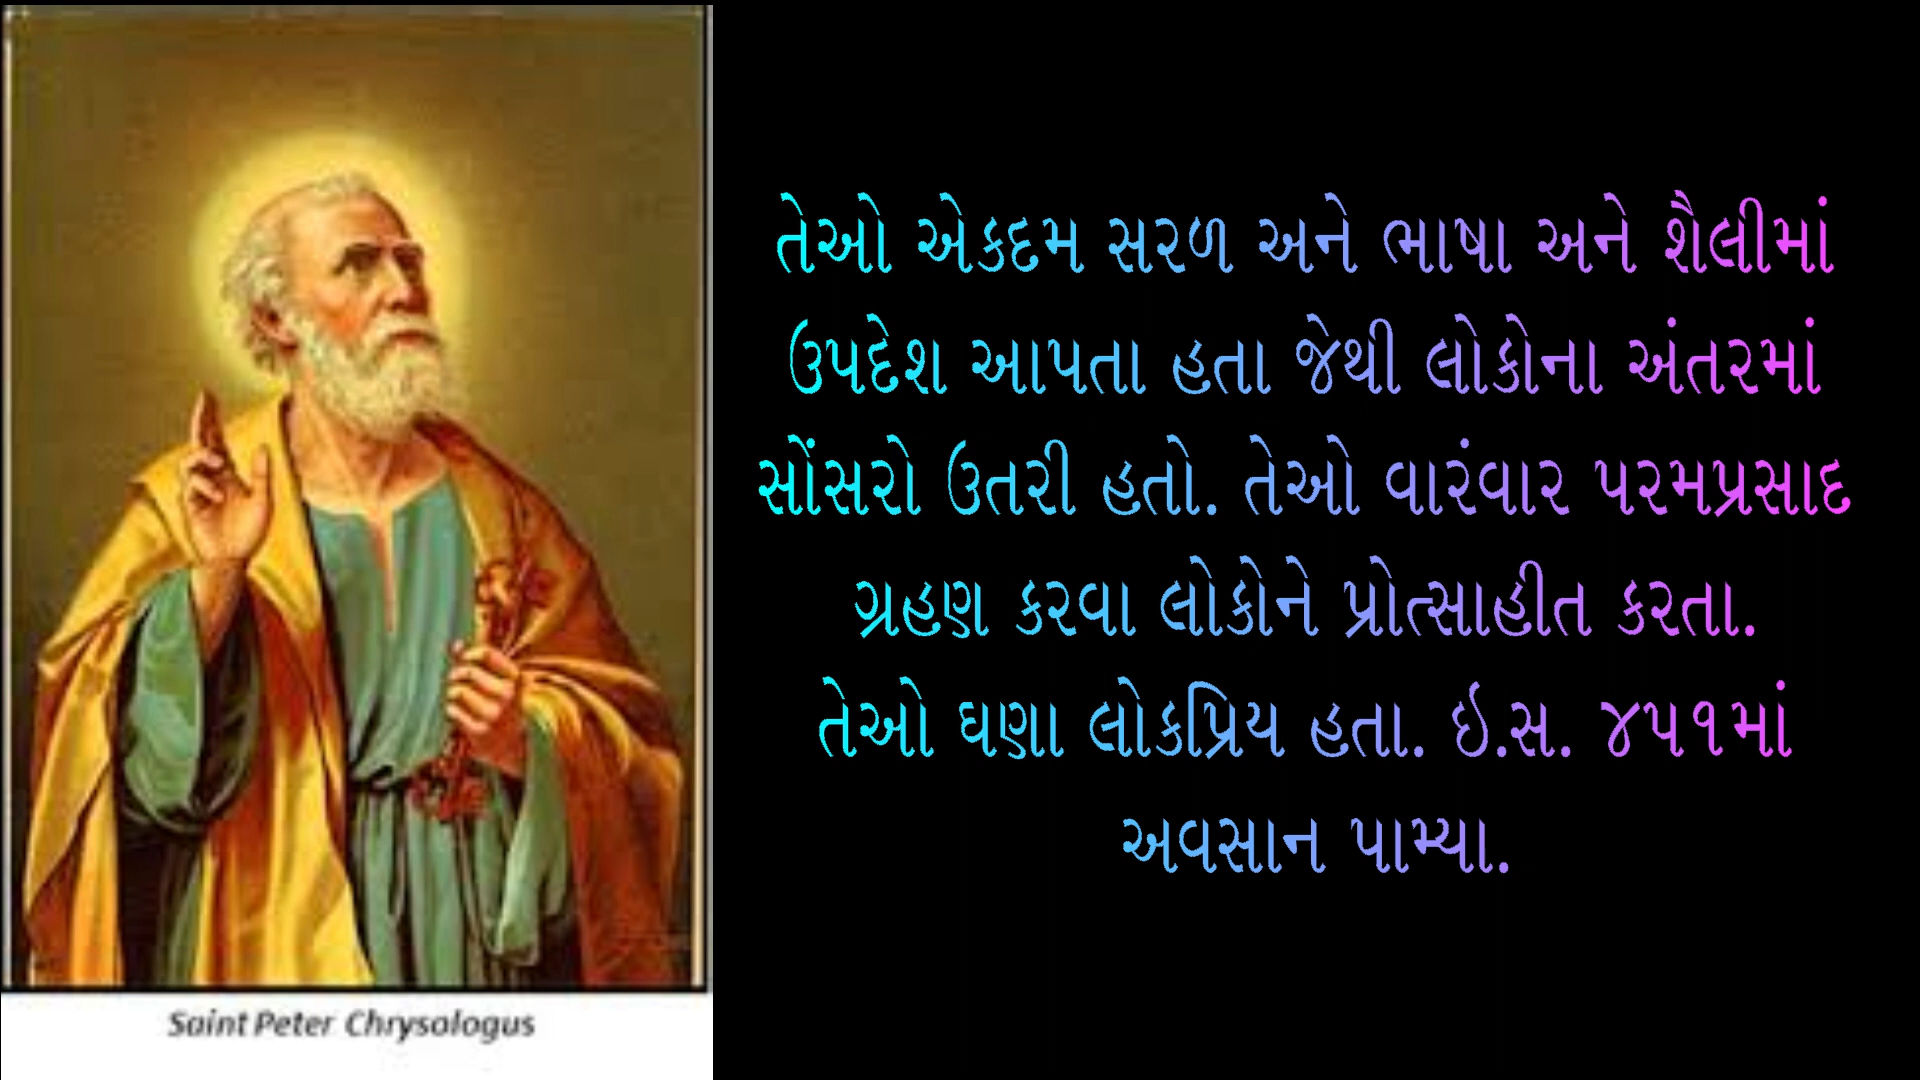 તેઓ એકદમ સરળ અને ભાષા અને શૈલીમાં
ઉપદેશ આપતા હતા જેથી લોકોના અંતરમાં
સોંસરો ઉતરી હતો. તેઓ વારંવાર પરમપ્રસાદ
ગ્રહણ કરવા લોકોને પ્રોત્સાહીત કરતા.
તેઓ ઘણા લોકપ્રિય હતા. ઇ.સ. ૪૫૧માં
અવસાન પામ્યા.
Saint Peter Chrysologus